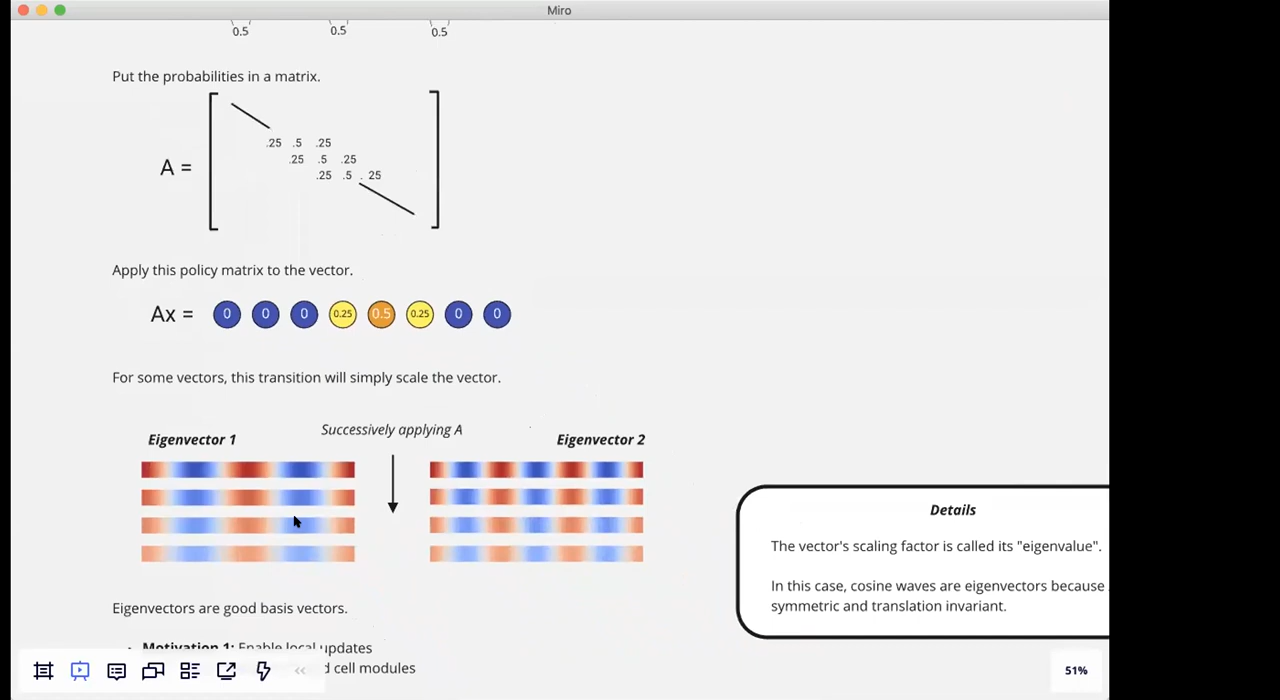 Miro
0.5 0.5 0.5
Put the probabilities in a matrix.
A =
.25 .5 .25
.25 .5 .25
.25 .5 . 25
Apply this policy matrix to the vector.
Ax = 0 0 0 0.25 0.5 0.25 0 0
For some vectors, this transition will simply scale the vector.
Successively applying A
Eigenvector 1 Eigenvector 2
Details
The vector's scaling factor is called its "eigenvalue".
In this case, cosine waves are eigenvectors because
symmetric and translation invariant.
Eigenvectors are good basis vectors.
Motivation 1: Enable local updates
d cell modules
51%